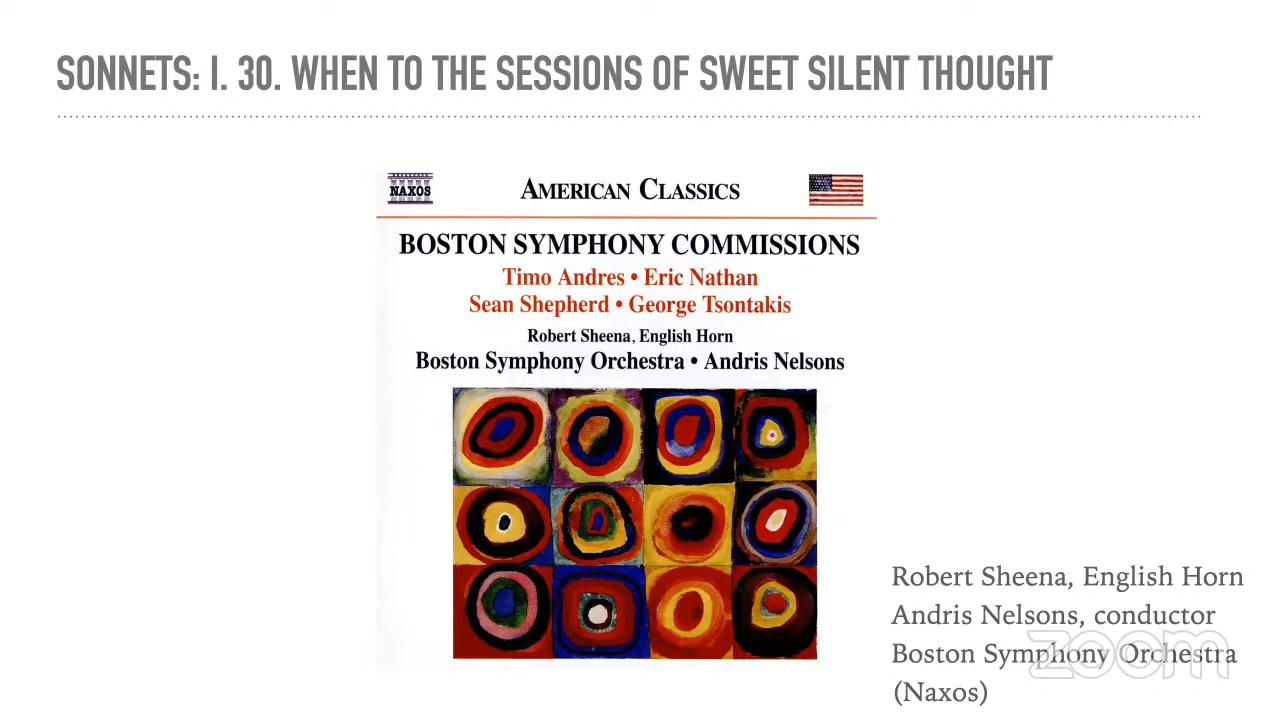 SONNETS: I. 30. WHEN TO THE SESSIONS OF SWEET SILENT THOUGHT
NAXOS
AMERICAN CLASSICS
BOSTON SYMPHONY COMMISSIONS
Timo Andres • Eric Nathan
Sean Shepherd • George Tsontakis
Robert Sheena, English Horn
Boston Symphony Orchestra • Andris Nelsons
Robert Sheena, English Horn
Andris Nelsons, conductor
Boston Symphony Orchestra
(Naxos)
zoom